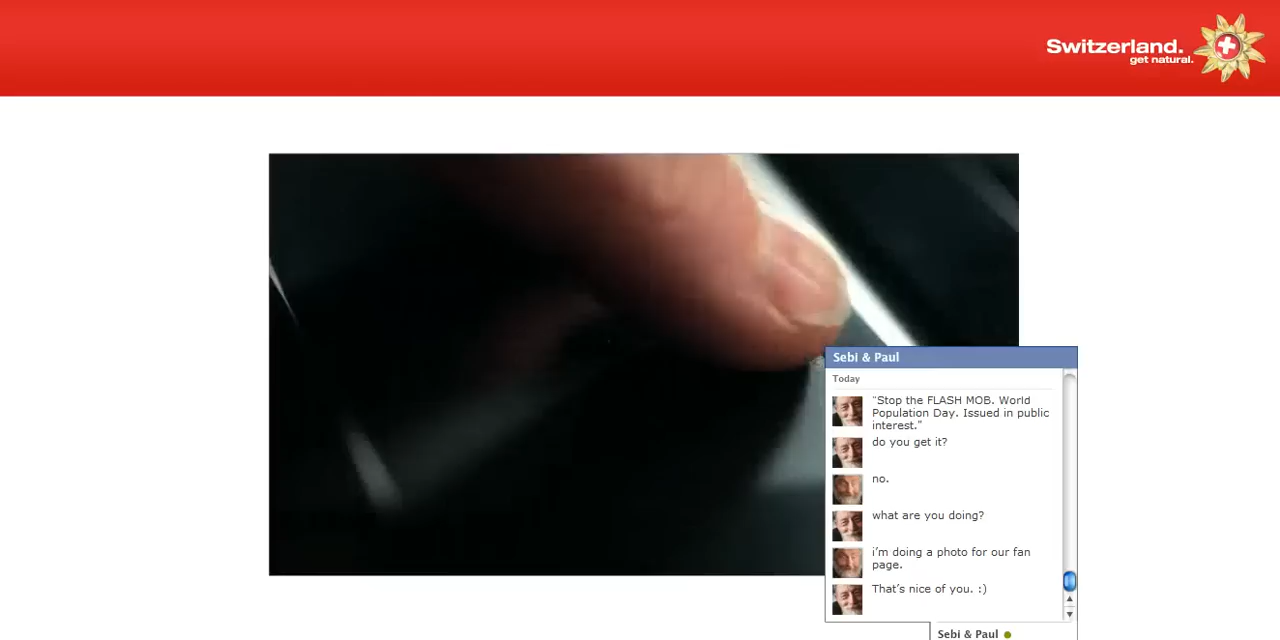 Switzerland.
get natural.
Sebi & Paul
Today
"Stop the FLASH MOB. World
Population Day. Issued in public
interest."
do you get it?
no.
what are you doing?
i'm doing a photo for our fan
page.
That's nice of you. :)
Sebi & Paul